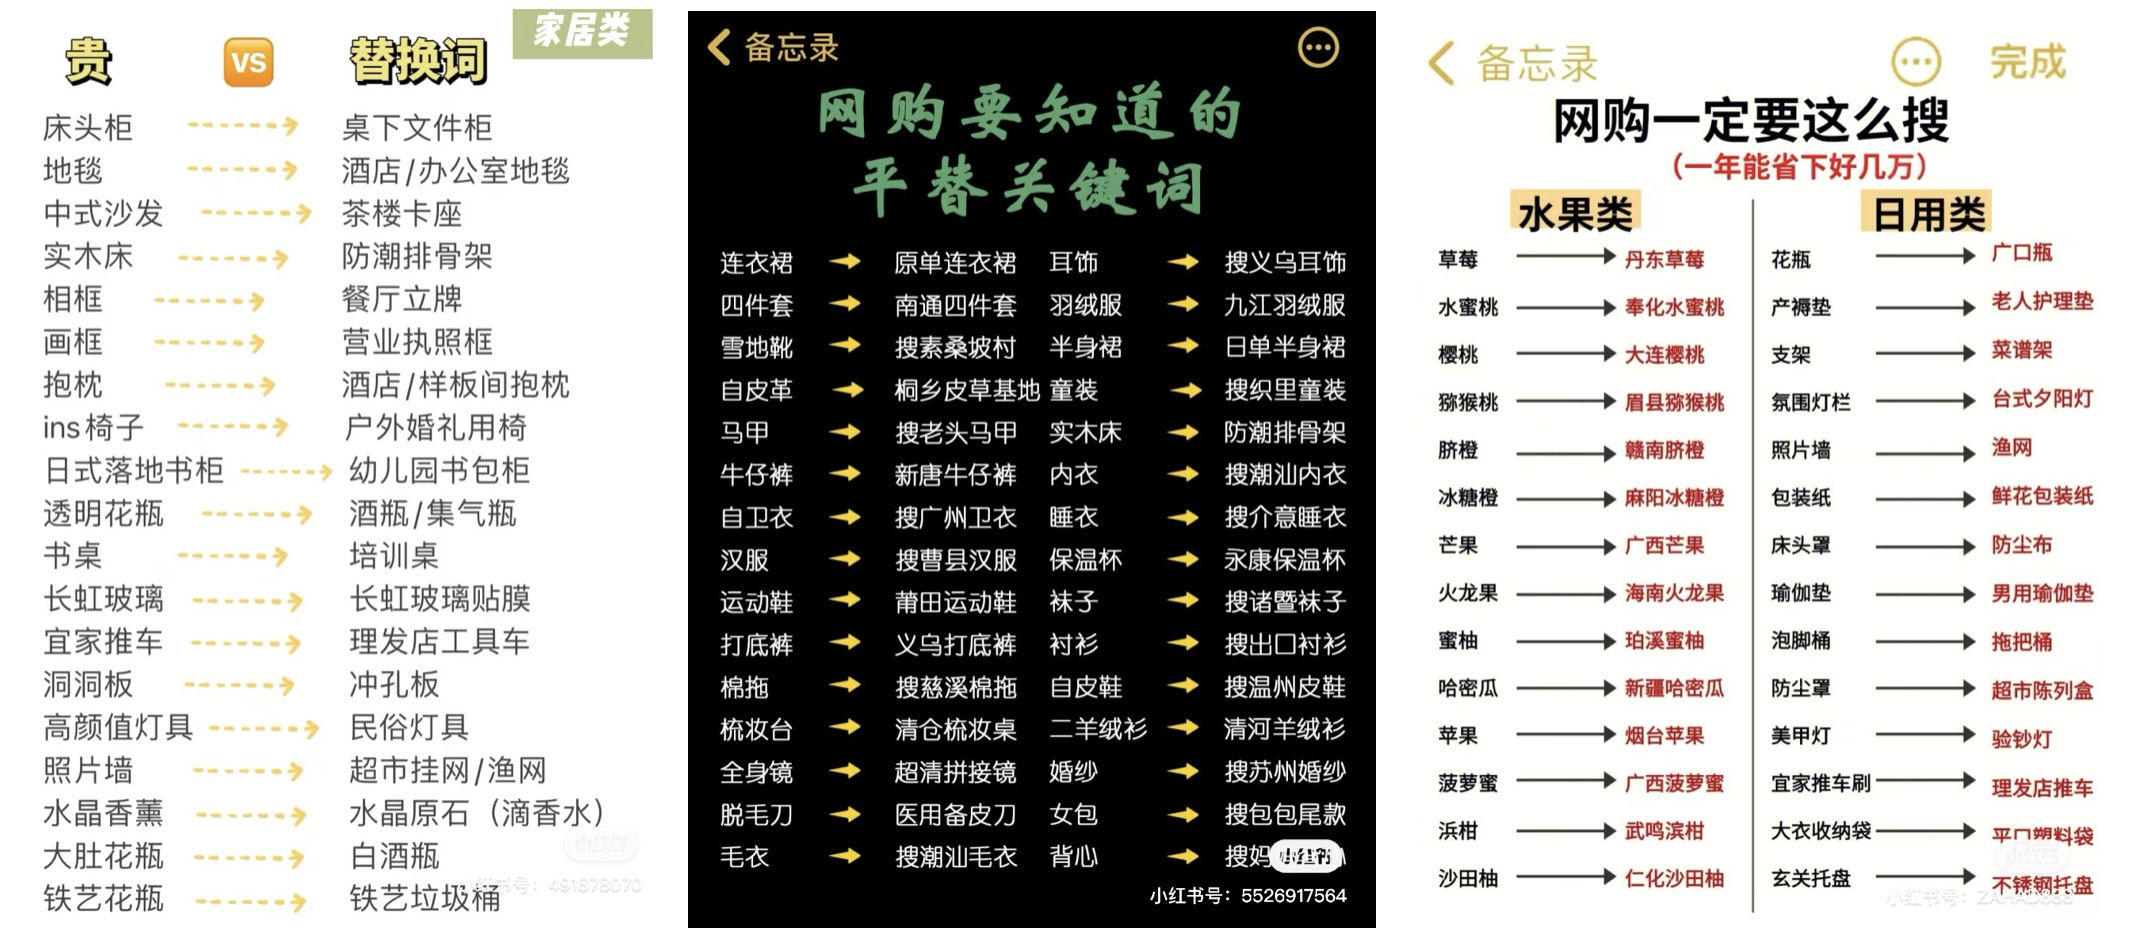 家居类
贵 VS 替换词
床头柜 桌下文件柜
地毯 酒店/办公室地毯
中式沙发 茶楼卡座
实木床 防潮排骨架
相框 餐厅立牌
画框 营业执照框
抱枕 酒店/样板间抱枕
ins椅子 户外婚礼用椅
日式落地书柜 幼儿园书包柜
透明花瓶 酒瓶/集气瓶
书桌 培训桌
长虹玻璃 长虹玻璃贴膜
宜家推车 理发店工具车
洞洞板 冲孔板
高颜值灯具 民俗灯具
照片墙 超市挂网/渔网
水晶香薰 水晶原石（滴香水）
大肚花瓶 白酒瓶
铁艺花瓶 铁艺垃圾桶
小红书
小红书号：491878070
备忘录
网购要知道的
平替关键词
连衣裙 原单连衣裙 耳饰 搜义乌耳饰
四件套 南通四件套 羽绒服 九江羽绒服
雪地靴 搜素桑坡村 半身裙 日单半身裙
自皮革 桐乡皮草基地 童装 搜织里童装
马甲 搜老头马甲 实木床 防潮排骨架
牛仔裤 新唐牛仔裤 内衣 搜潮汕内衣
自卫衣 搜广州卫衣 睡衣 搜介意睡衣
汉服 搜曹县汉服 保温杯 永康保温杯
运动鞋 莆田运动鞋 袜子 搜诸暨袜子
打底裤 义乌打底裤 衬衫 搜出口衬衫
棉拖 搜慈溪棉拖 自皮鞋 搜温州皮鞋
梳妆台 清仓梳妆桌 二羊绒衫 清河羊绒衫
全身镜 超清拼接镜 婚纱 搜苏州婚纱
脱毛刀 医用备皮刀 女包 搜包包尾款
毛衣 搜潮汕毛衣 背心 搜妈
小红书
小红书号：5526917564
备忘录 完成
网购一定要这么搜
（一年能省下好几万）
水果类
草莓 丹东草莓
水蜜桃 奉化水蜜桃
樱桃 大连樱桃
猕猴桃 眉县猕猴桃
脐橙 赣南脐橙
冰糖橙 麻阳冰糖橙
芒果 广西芒果
火龙果 海南火龙果
蜜柚 珀溪蜜柚
哈密瓜 新疆哈密瓜
苹果 烟台苹果
菠萝蜜 广西菠萝蜜
浜柑 武鸣滨柑
沙田柚 仁化沙田柚
日用类
花瓶 广口瓶
产褥垫 老人护理垫
支架 菜谱架
氛围灯栏 台式夕阳灯
照片墙 渔网
包装纸 鲜花包装纸
床头罩 防尘布
瑜伽垫 男用瑜伽垫
泡脚桶 拖把桶
防尘罩 超市陈列盒
美甲灯 验钞灯
宜家推车刷 理发店推车
大衣收纳袋 平口塑料袋
玄关托盘 不锈钢托盘
小红书
小红书号：